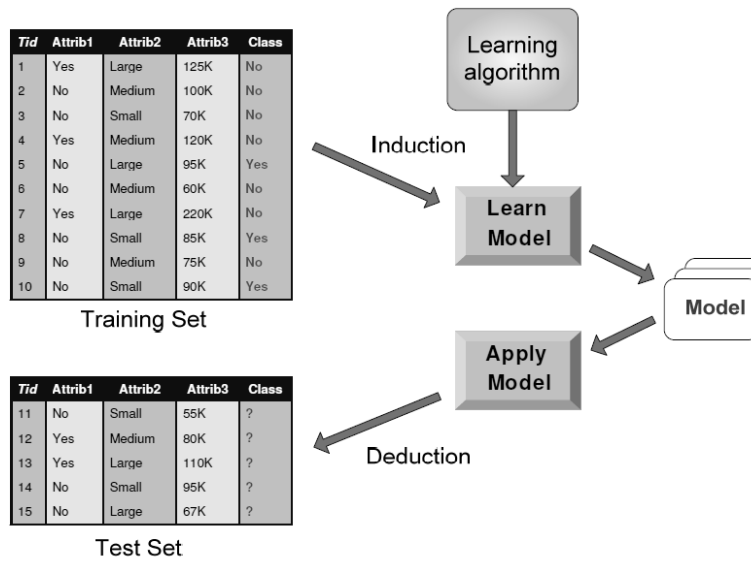 Tid Attrib1 Attrib2 Attrib3 Class
1 Yes Large 125K No
2 No Medium 100K No
3 No Small 70K No
4 Yes Medium 120K No
5 No Large 95K Yes
6 No Medium 60K No
7 Yes Large 220K No
8 No Small 85K Yes
9 No Medium 75K No
10 No Small 90K Yes
Training Set
Learning
algorithm
Induction
Learn
Model
Model
Apply
Model
Deduction
Tid Attrib1 Attrib2 Attrib3 Class
11 No Small 55K ?
12 Yes Medium 80K ?
13 Yes Large 110K ?
14 No Small 95K ?
15 No Large 67K ?
Test Set